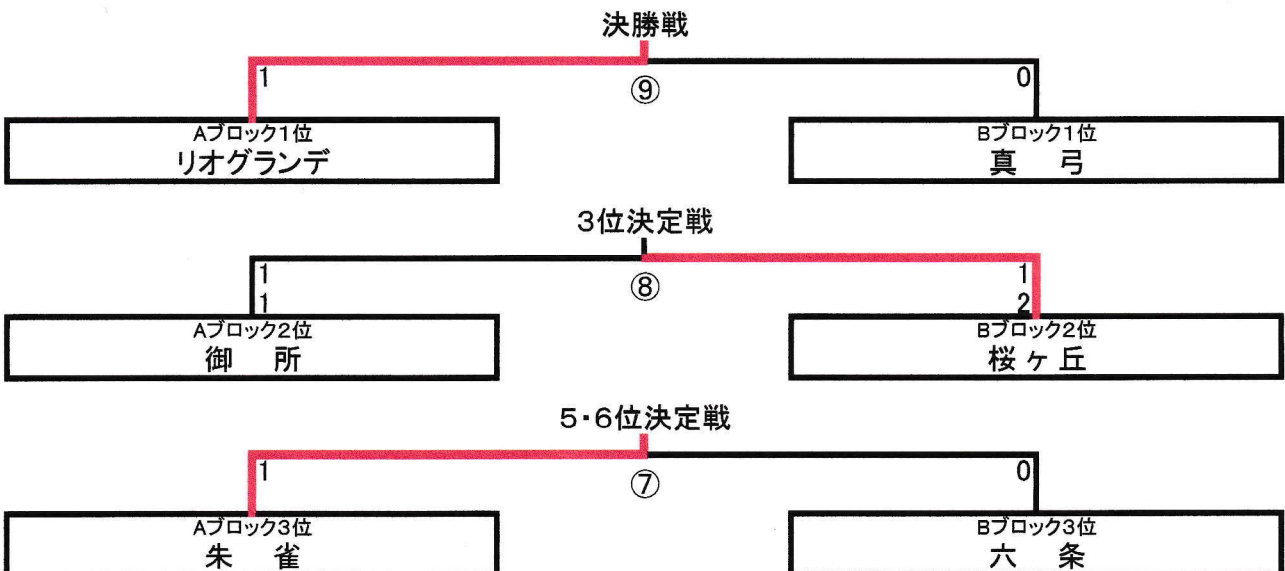 決勝戦
1 ⑨ 0
Aブロック1位 Bブロック1位
リオグランデ 真 弓
3位決定戦
1 ⑧ 1
1 2
Aブロック2位 Bブロック2位
御 所 桜ヶ丘
5・6位決定戦
1 ⑦ 0
Aブロック3位 Bブロック3位
朱 雀 六 条